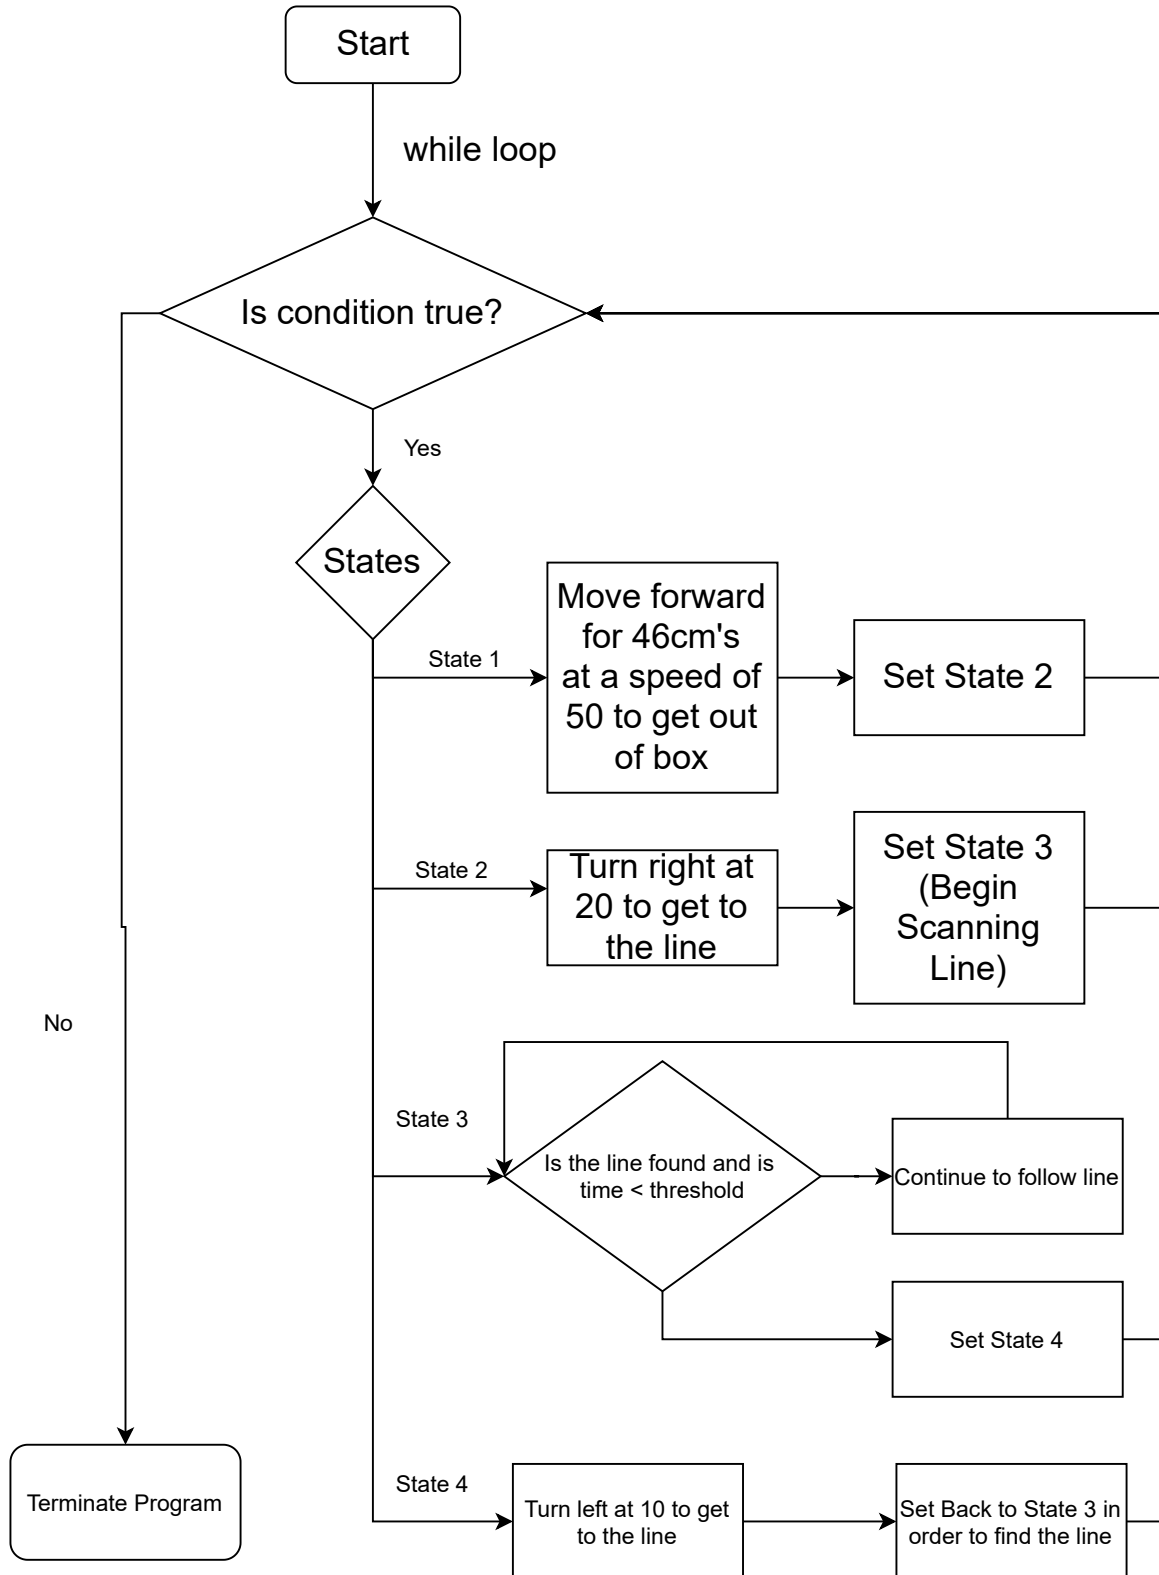 Start
while loop
Is condition true?
Yes
States
State 1
Move forward
for 46cm's
at a speed of
50 to get out
of box
Set State 2
State 2
Turn right at
20 to get to
the line
Set State 3
(Begin
Scanning
Line)
No
State 3
Is the line found and is
time < threshold
Continue to follow line
Set State 4
State 4
Terminate Program
Turn left at 10 to get
to the line
Set Back to State 3 in
order to find the line